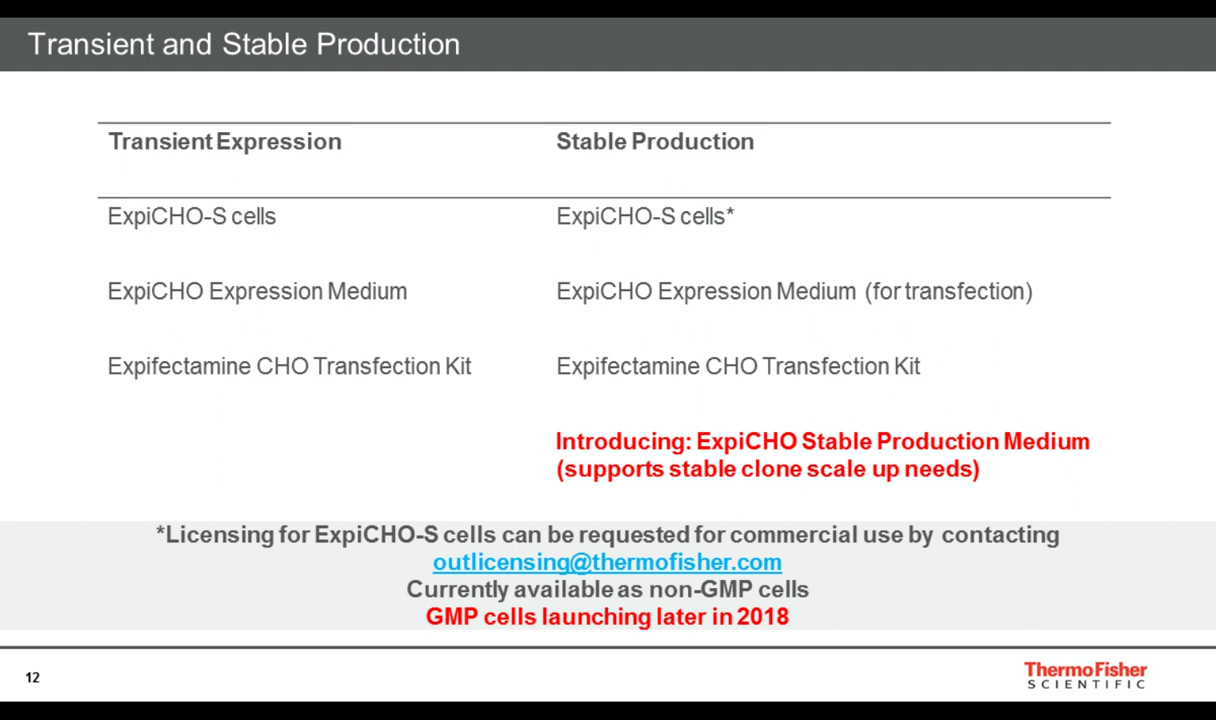 Transient and Stable Production
Transient Expression
Stable Production
ExpiCHO-S cells
ExpiCHO-S cells*
ExpiCHO Expression Medium
ExpiCHO Expression Medium (for transfection)
Expifectamine CHO Transfection Kit
Expifectamine CHO Transfection Kit
Introducing: ExpiCHO Stable Production Medium
(supports stable clone scale up needs)
*Licensing for ExpiCHO-S cells can be requested for commercial use by contacting
outlicensing@thermofisher.com
Currently available as non-GMP cells
GMP cells launching later in 2018
12
ThermoFisher
SCIENTIFIC